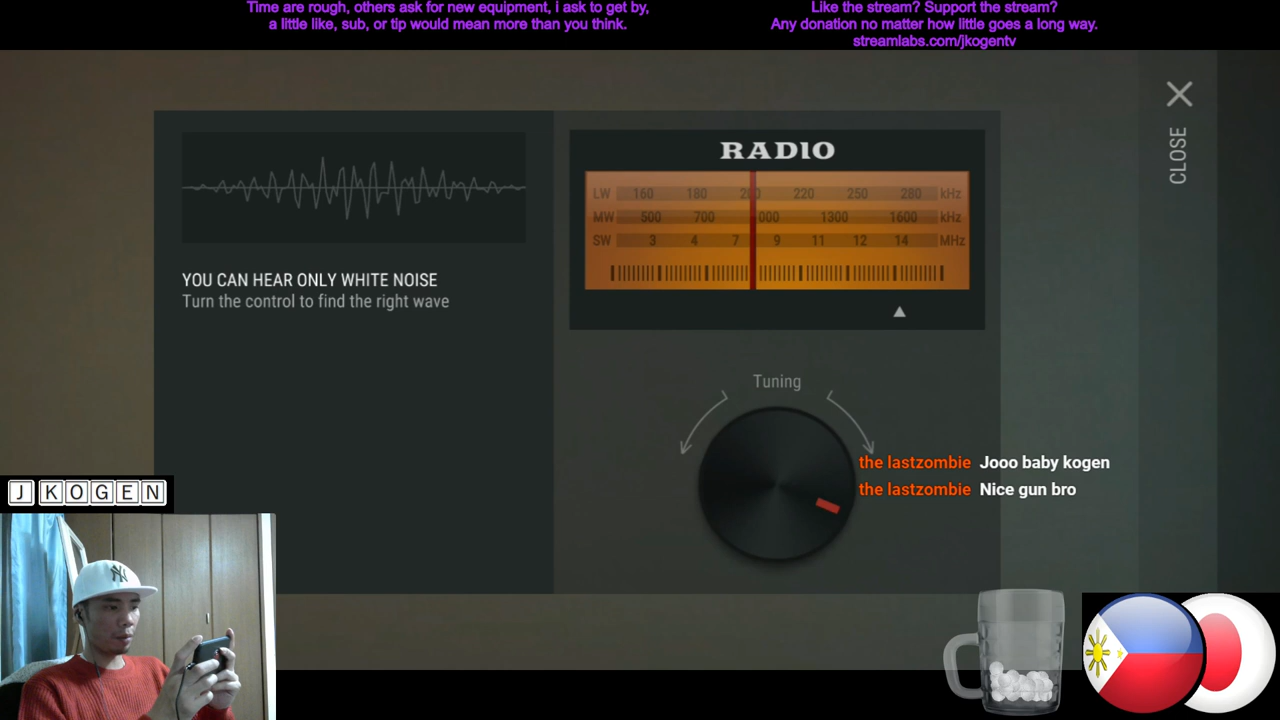 Time are rough, others ask for new equipment, i ask to get by,
a little like, sub, or tip would mean more than you think.
Like the stream? Support the stream?
Any donation no matter how little goes a long way.
streamlabs.com/jkogentv
CLOSE
RADIO
LW 160 180 200 220 250 280 kHz
MW 500 700 000 1300 1600 kHz
SW 3 4 7 9 11 12 14 MHz
YOU CAN HEAR ONLY WHITE NOISE
Turn the control to find the right wave
Tuning
the lastzombie Jooo baby kogen
the lastzombie Nice gun bro
J KOGEN
NY